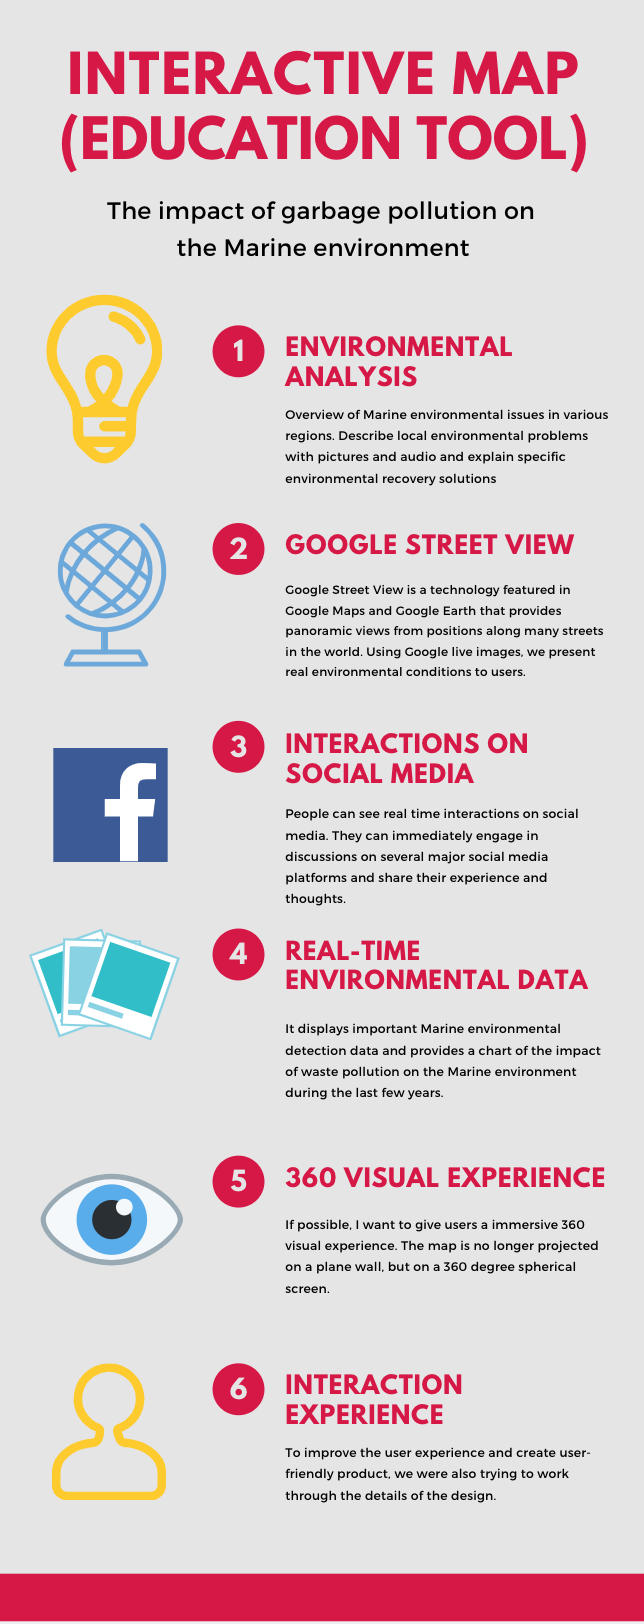 INTERACTIVE MAP
(EDUCATION TOOL)
The impact of garbage pollution on
the Marine environment
1
ENVIRONMENTAL
ANALYSIS
Overview of Marine environmental issues in various
regions. Describe local environmental problems
with pictures and audio and explain specific
environmental recovery solutions
2
GOOGLE STREET VIEW
Google Street View is a technology featured in
Google Maps and Google Earth that provides
panoramic views from positions along many streets
in the world. Using Google live images, we present
real environmental conditions to users.
f
3
INTERACTIONS ON
SOCIAL MEDIA
People can see real time interactions on social
media. They can immediately engage in
discussions on several major social media
platforms and share their experience and
thoughts.
4
REAL-TIME
ENVIRONMENTAL DATA
It displays important Marine environmental
detection data and provides a chart of the impact
of waste pollution on the Marine environment
during the last few years.
5
360 VISUAL EXPERIENCE
If possible, I want to give users a immersive 360
visual experience. The map is no longer projected
on a plane wall, but on a 360 degree spherical
screen.
6
INTERACTION
EXPERIENCE
To improve the user experience and create user-
friendly product, we were also trying to work
through the details of the design.